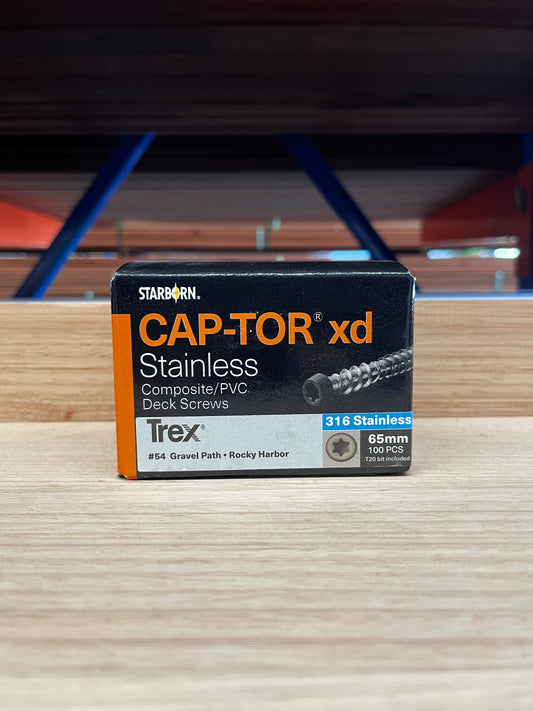 STARBORN®
CAP-TOR® xd
Stainless
Composite/PVC
Deck Screws
Trex®
#54 Gravel Path • Rocky Harbor
316 Stainless
65mm
100 PCS
T20 bit included